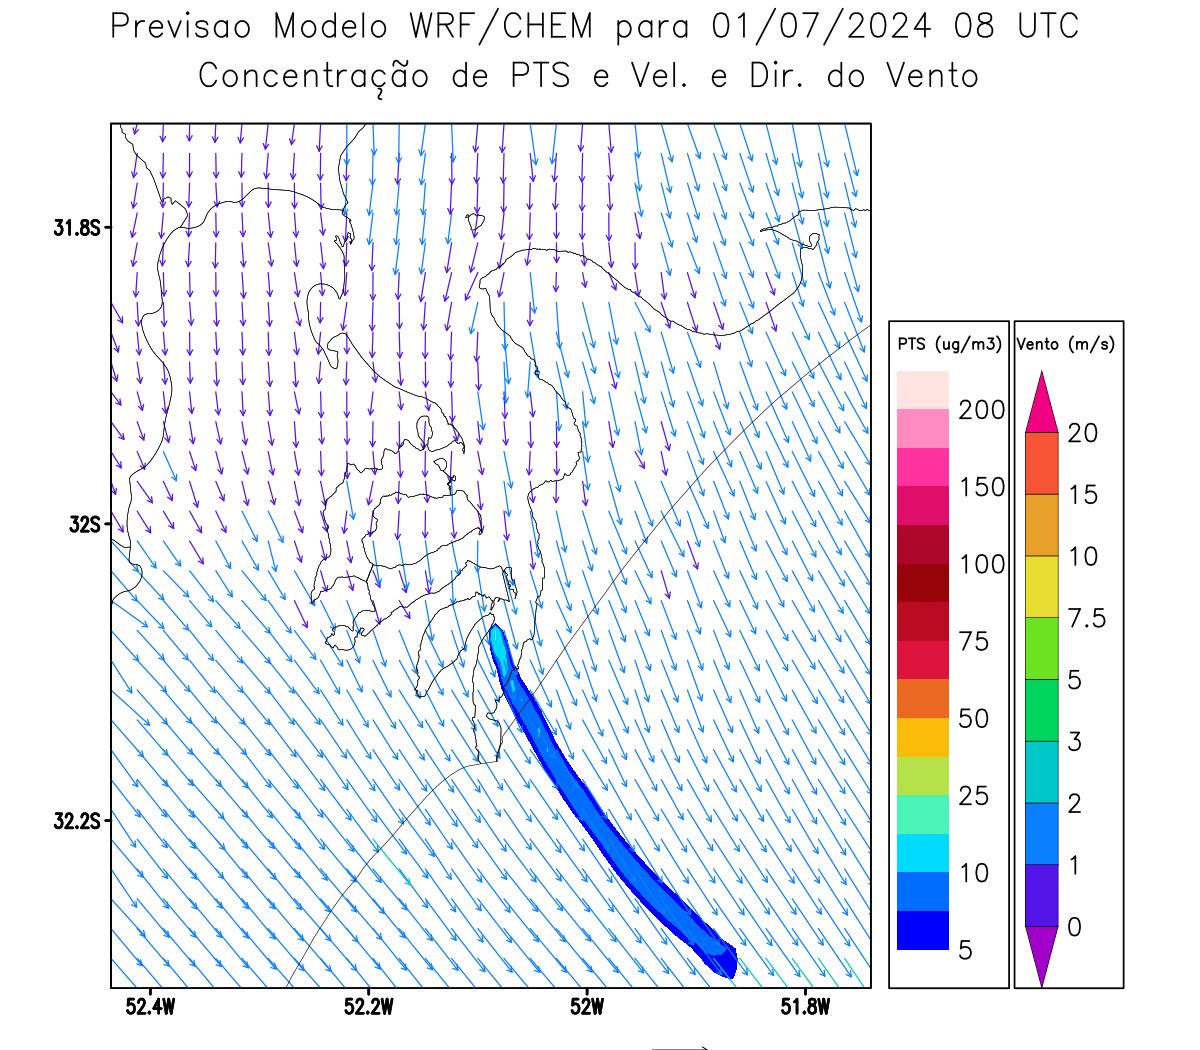 Previsao Modelo WRF/CHEM para 01/07/2024 08 UTC
Concentração de PTS e Vel. e Dir. do Vento
31.8S
32S
32.2S
52.4W 52.2W 52W 51.8W
PTS (ug/m3)
200
150
100
75
50
25
10
5
Vento (m/s)
20
15
10
7.5
5
3
2
1
0